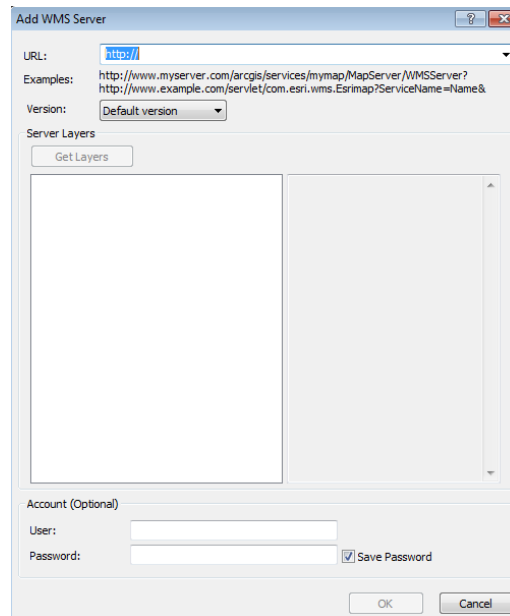 Add WMS Server
URL: http://
Examples: http://www.myserver.com/arcgis/services/mymap/MapServer/WMSServer?
http://www.example.com/servlet/com.esri.wms.Esrimap?ServiceName=Name&
Version: Default version
Server Layers
Get Layers
Account (Optional)
User:
Password: Save Password
OK Cancel